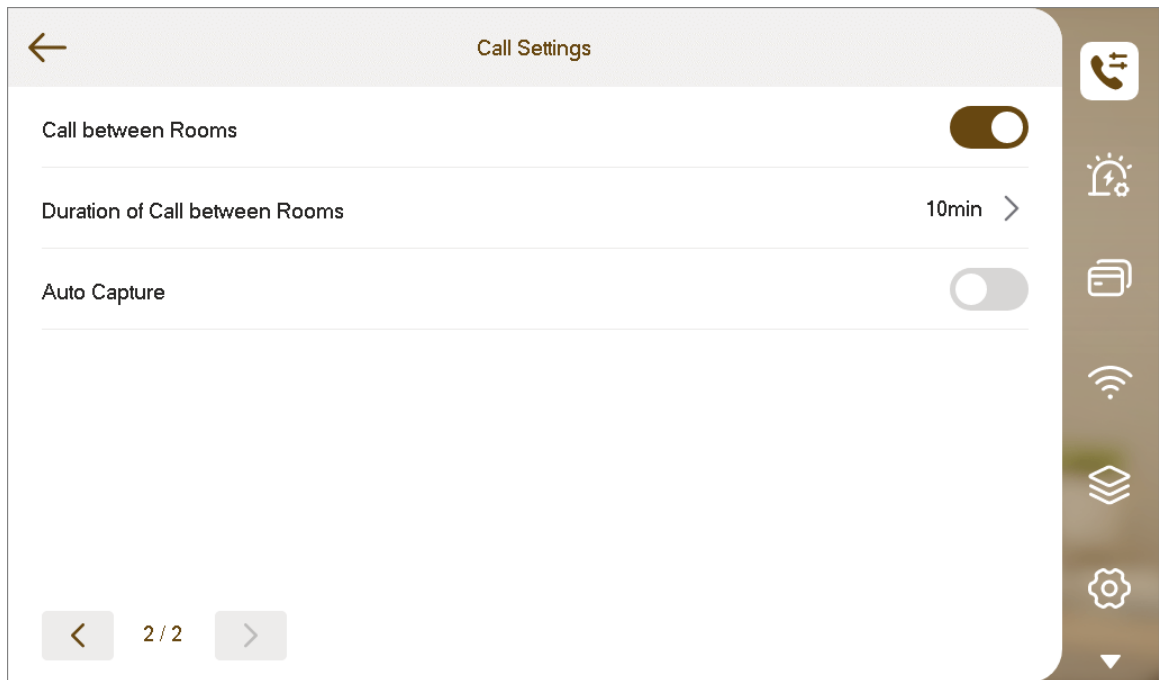 Call Settings
Call between Rooms
Duration of Call between Rooms
10min
Auto Capture
2 / 2